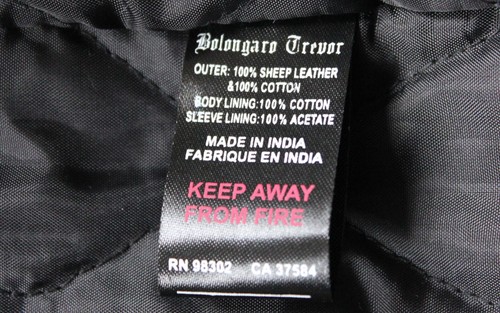 Bolongaro Trevor
OUTER: 100% SHEEP LEATHER
&100% COTTON
BODY LINING:100% COTTON
SLEEVE LINING:100% ACETATE
MADE IN INDIA
FABRIQUE EN INDIA
KEEP AWAY
FROM FIRE
RN 98302 CA 37584